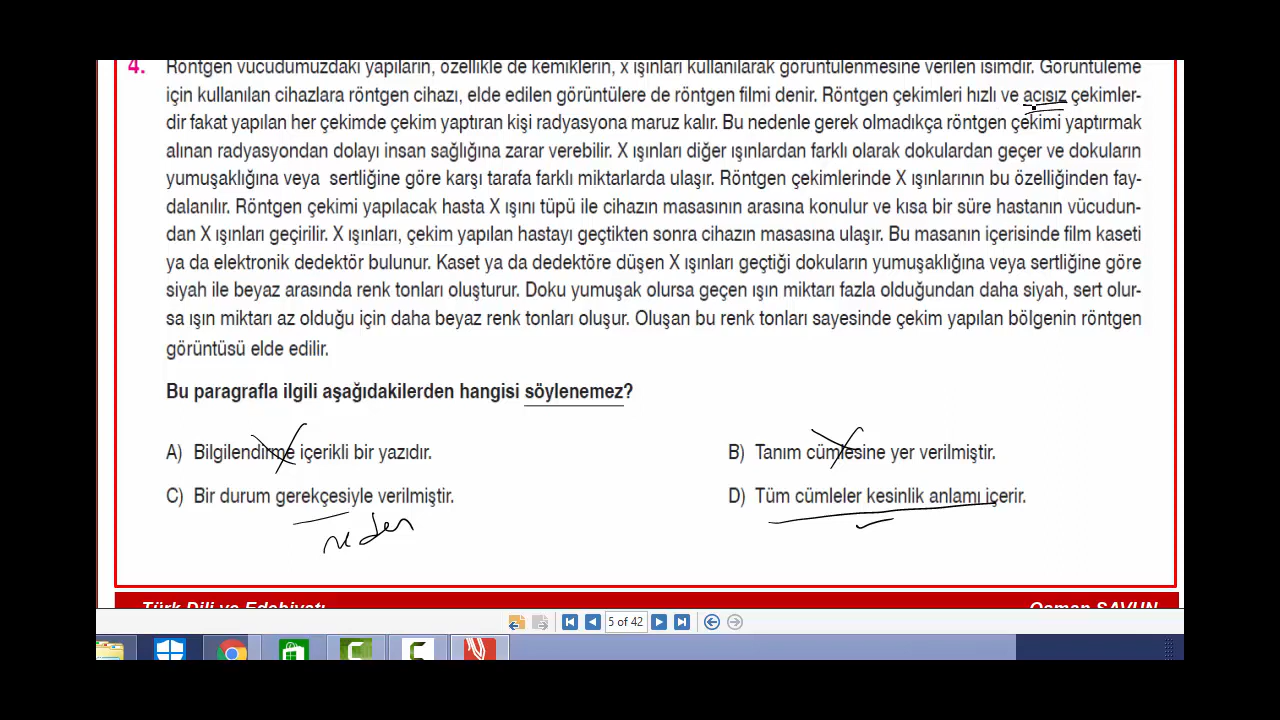 4. Röntgen vücudumuzdaki yapıların, özellikle de kemiklerin, x ışınları kullanılarak görüntülenmesine verilen isimdir. Görüntüleme
için kullanılan cihazlara röntgen cihazı, elde edilen görüntülere de röntgen filmi denir. Röntgen çekimleri hızlı ve acısız çekimler-
dir fakat yapılan her çekimde çekim yaptıran kişi radyasyona maruz kalır. Bu nedenle gerek olmadıkça röntgen çekimi yaptırmak
alınan radyasyondan dolayı insan sağlığına zarar verebilir. X ışınları diğer ışınlardan farklı olarak dokulardan geçer ve dokuların
yumuşaklığına veya sertliğine göre karşı tarafa farklı miktarlarda ulaşır. Röntgen çekimlerinde X ışınlarının bu özelliğinden fay-
dalanılır. Röntgen çekimi yapılacak hasta X ışını tüpü ile cihazın masasının arasına konulur ve kısa bir süre hastanın vücudun-
dan X ışınları geçirilir. X ışınları, çekim yapılan hastayı geçtikten sonra cihazın masasına ulaşır. Bu masanın içerisinde film kaseti
ya da elektronik dedektör bulunur. Kaset ya da dedektöre düşen X ışınları geçtiği dokuların yumuşaklığına veya sertliğine göre
siyah ile beyaz arasında renk tonları oluşturur. Doku yumuşak olursa geçen ışın miktarı fazla olduğundan daha siyah, sert olur-
sa ışın miktarı az olduğu için daha beyaz renk tonları oluşur. Oluşan bu renk tonları sayesinde çekim yapılan bölgenin röntgen
görüntüsü elde edilir.
Bu paragrafla ilgili aşağıdakilerden hangisi söylenemez?
A) Bilgilendirme içerikli bir yazıdır.
B) Tanım cümlesine yer verilmiştir.
C) Bir durum gerekçesiyle verilmiştir.
D) Tüm cümleler kesinlik anlamı içerir.
neden
Türk Dili ve Edebiyatı
Osman SAVUN
5 of 42